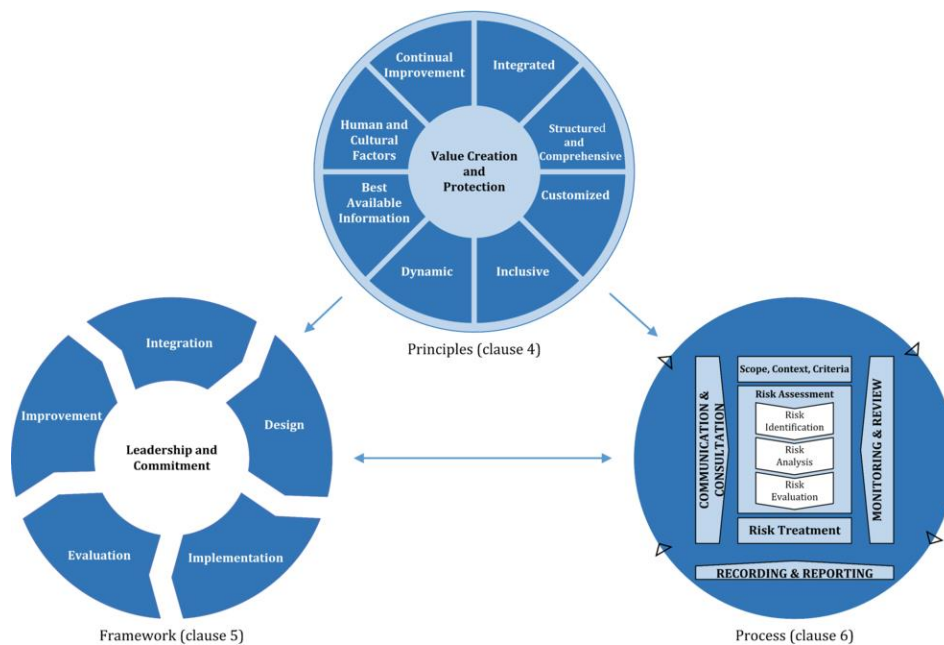 Continual
Improvement
Integrated
Human and
Cultural
Factors
Structured
and
Comprehensive
Value Creation
and
Protection
Best
Available
Information
Customized
Dynamic
Inclusive
Principles (clause 4)
Integration
Improvement
Design
Leadership and
Commitment
Evaluation
Implementation
Framework (clause 5)
Scope, Context, Criteria
Risk Assessment
Risk
Identification
Risk
Analysis
Risk
Evaluation
Risk Treatment
COMMUNICATION &
CONSULTATION
MONITORING & REVIEW
RECORDING & REPORTING
Process (clause 6)